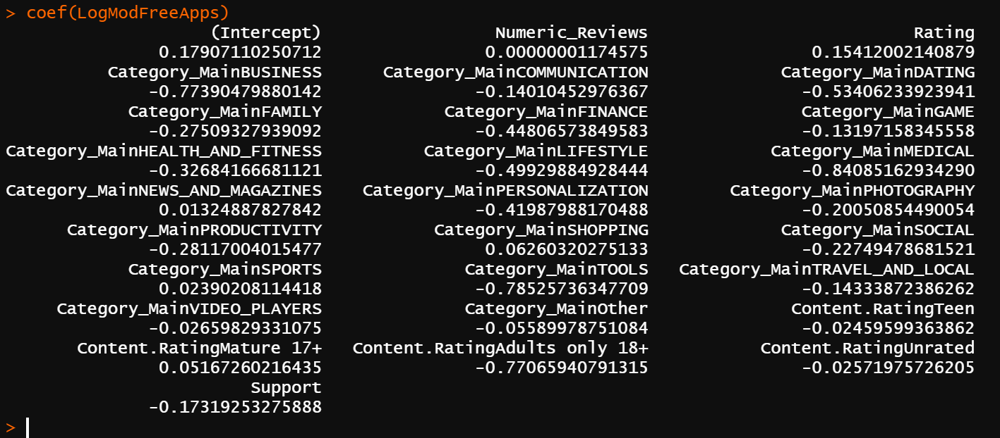 > coef(LogModFreeApps)
(Intercept) Numeric_Reviews Rating
0.17907110250712 0.00000001174575 0.15412002140879
Category_MainBUSINESS Category_MainCOMMUNICATION Category_MainDATING
-0.77390479880142 -0.14010452976367 -0.53406233923941
Category_MainFAMILY Category_MainFINANCE Category_MainGAME
-0.27509327939092 -0.44806573849583 -0.13197158345558
Category_MainHEALTH_AND_FITNESS Category_MainLIFESTYLE Category_MainMEDICAL
-0.32684166681121 -0.49929884928444 -0.84085162934290
Category_MainNEWS_AND_MAGAZINES Category_MainPERSONALIZATION Category_MainPHOTOGRAPHY
0.01324887827842 -0.41987988170488 -0.20050854490054
Category_MainPRODUCTIVITY Category_MainSHOPPING Category_MainSOCIAL
-0.28117004015477 0.06260320275133 -0.22749478681521
Category_MainSPORTS Category_MainTOOLS Category_MainTRAVEL_AND_LOCAL
0.02390208114418 -0.78525736347709 -0.14333872386262
Category_MainVIDEO_PLAYERS Category_MainOther Content.RatingTeen
-0.02659829331075 -0.05589978751084 -0.02459599363862
Content.RatingMature 17+ Content.RatingAdults only 18+ Content.RatingUnrated
0.05167260216435 -0.77065940791315 -0.02571975726205
Support
-0.17319253275888
>